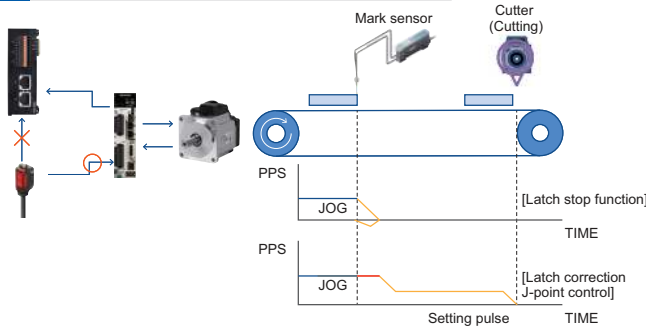 Mark sensor
Cutter
(Cutting)
PPS
JOG
[Latch stop function]
TIME
PPS
JOG
[Latch correction
J-point control]
Setting pulse
TIME